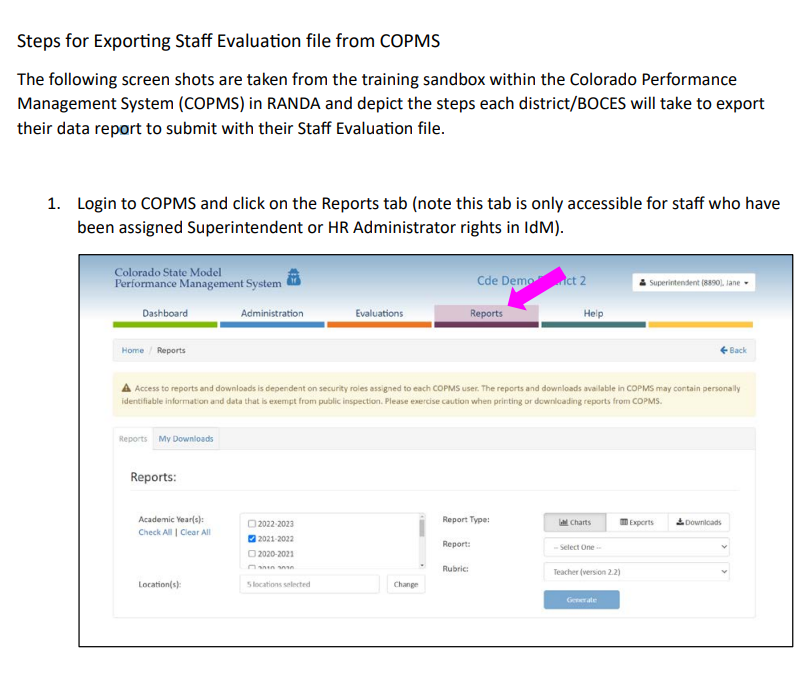 Steps for Exporting Staff Evaluation file from COPMS
The following screen shots are taken from the training sandbox within the Colorado Performance
Management System (COPMS) in RANDA and depict the steps each district/BOCES will take to export
their data report to submit with their Staff Evaluation file.
1. Login to COPMS and click on the Reports tab (note this tab is only accessible for staff who have
been assigned Superintendent or HR Administrator rights in IdM).
Colorado State Model
Performance Management System
Cde Demo ict 2
Superintendent (8890), Jane
Dashboard Administration Evaluations Reports Help
Home / Reports
Back
Access to reports and downloads is dependent on security roles assigned to each COPMS user. The reports and downloads available in COPMS may contain personally
identifiable information and data that is exempt from public inspection. Please exercise caution when printing or downloading reports from COPMS.
Reports My Downloads
Reports:
Academic Year(s):
Check All | Clear All
2022-2023
2021-2022
2020-2021
Location(s):
5 locations selected
Change
Report Type:
Charts Exports Downloads
Report:
-- Select One --
Rubric:
Teacher (version 2.2)
Generate